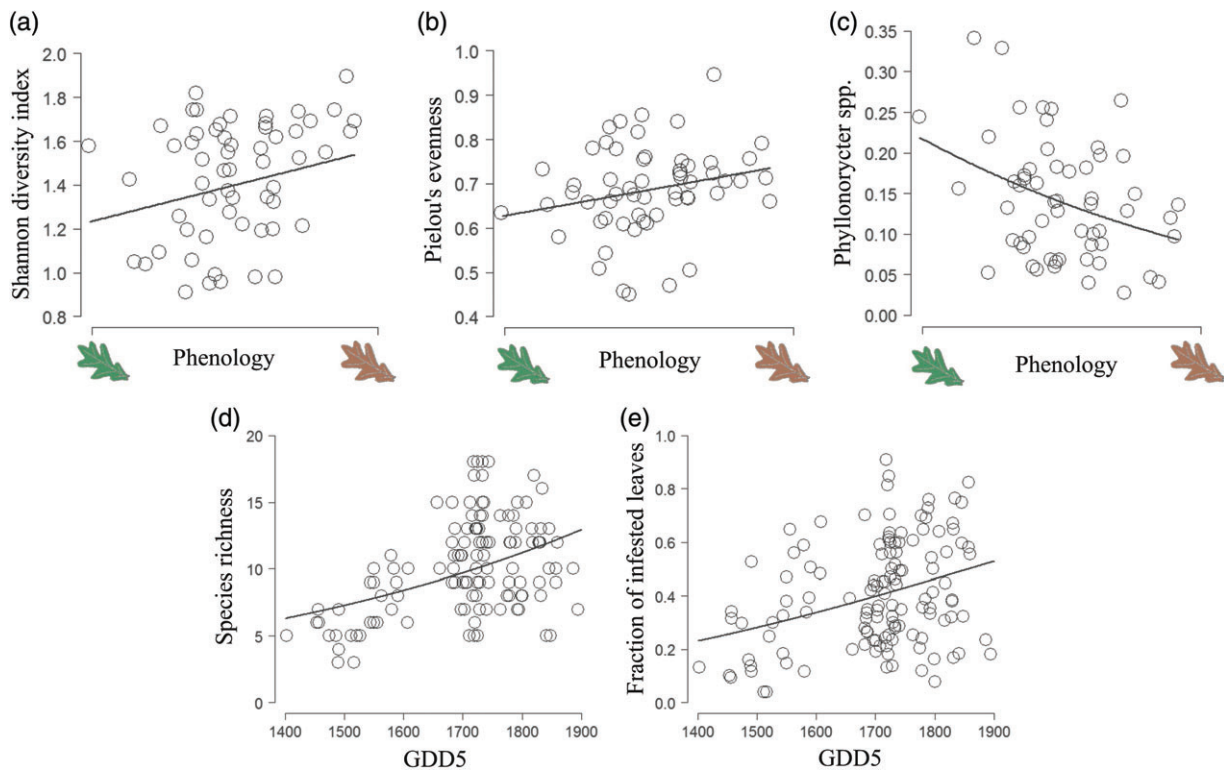 (a)
Shannon diversity index
2.0
1.8
1.6
1.4
1.2
1.0
0.8
Phenology
(b)
Pielou's evenness
1.0
0.9
0.8
0.7
0.6
0.5
0.4
Phenology
(c)
Phyllonorycter spp.
0.35
0.30
0.25
0.20
0.15
0.10
0.05
0.00
Phenology
(d)
Species richness
20
15
10
5
0
1400 1500 1600 1700 1800 1900
GDD5
(e)
Fraction of infested leaves
1.0
0.8
0.6
0.4
0.2
0.0
1400 1500 1600 1700 1800 1900
GDD5